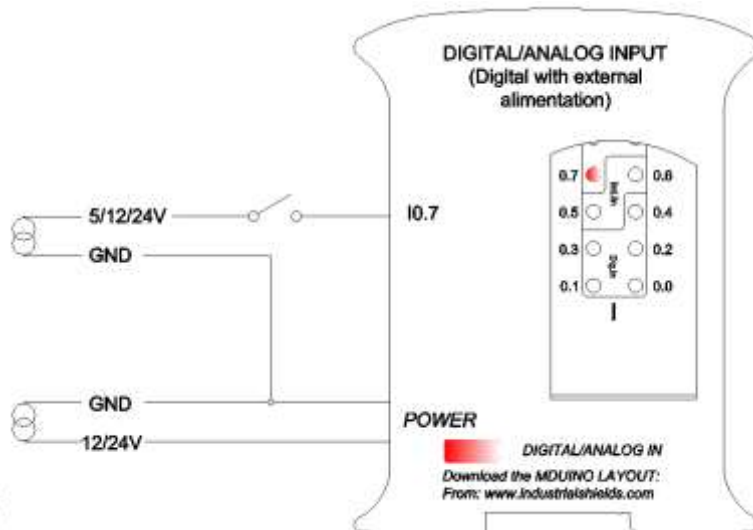 DIGITAL/ANALOG INPUT
(Digital with external
alimentation)
0.7
0.6
0.5
0.4
0.3
0.2
0.1
0.0
Dig.In
I
5/12/24V
I0.7
GND
GND
POWER
12/24V
DIGITAL/ANALOG IN
Download the MDUINO LAYOUT:
From: www.industrialshields.com